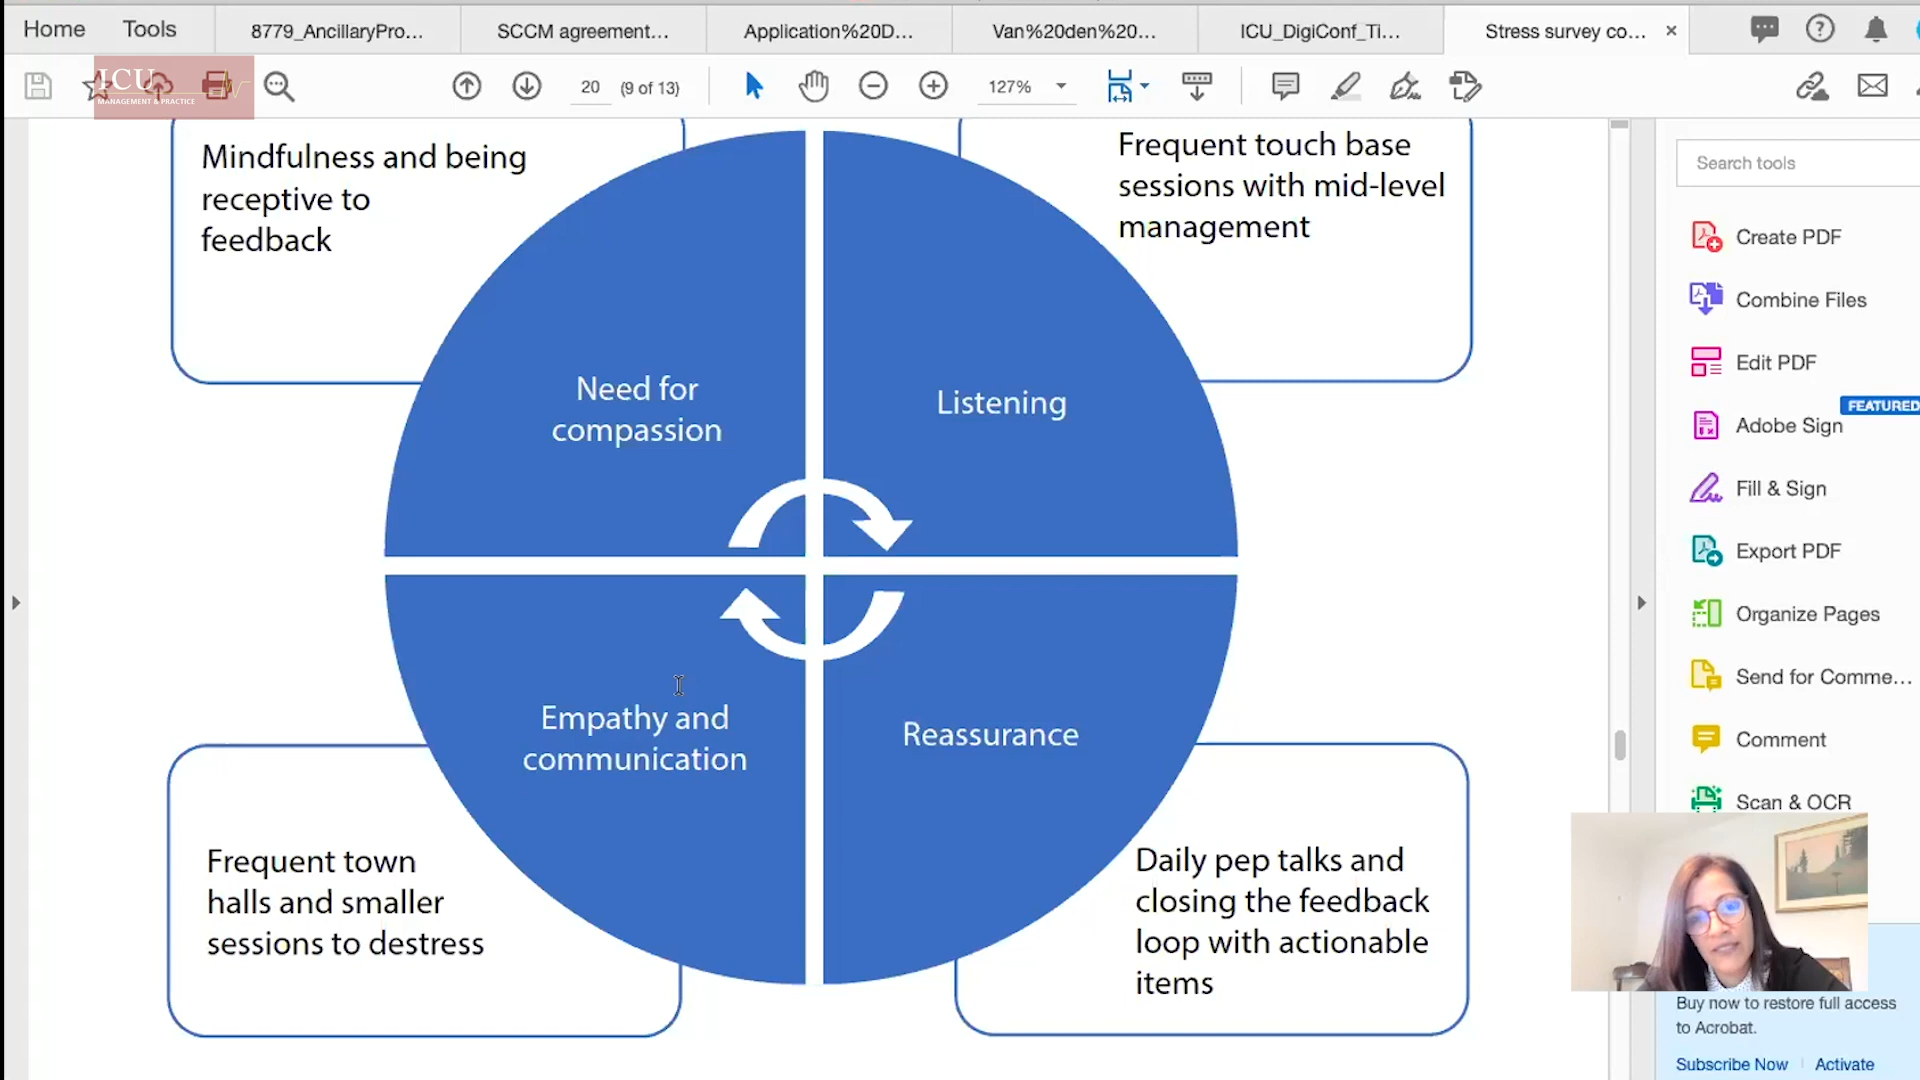 Home
Tools
8779_AncillaryPro...
SCCM agreement...
Application%20D...
Van%20den%20...
ICU_DigiConf_Ti...
Stress survey co...
ICU
MANAGEMENT & PRACTICE
20
(9 of 13)
127%
Mindfulness and being
receptive to
feedback
Frequent touch base
sessions with mid-level
management
Need for
compassion
Listening
Empathy and
communication
Reassurance
Frequent town
halls and smaller
sessions to destress
Daily pep talks and
closing the feedback
loop with actionable
items
Search tools
Create PDF
Combine Files
Edit PDF
FEATURED
Adobe Sign
Fill & Sign
Export PDF
Organize Pages
Send for Comme...
Comment
Scan & OCR
Buy now to restore full access
to Acrobat.
Subscribe Now
Activate